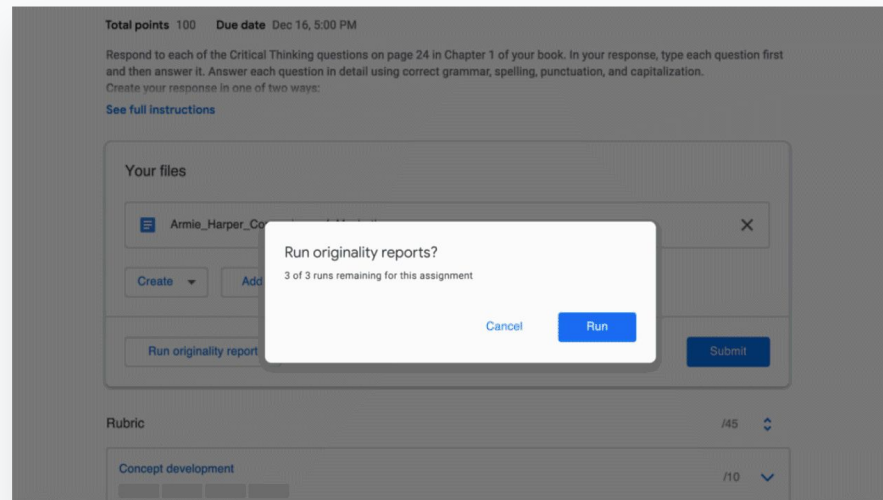 Total points 100 Due date Dec 16, 5:00 PM
Respond to each of the Critical Thinking questions on page 24 in Chapter 1 of your book. In your response, type each question first
and then answer it. Answer each question in detail using correct grammar, spelling, punctuation, and capitalization.
Create your response in one of two ways:
See full instructions
Your files
Armie_Harper_Co
Run originality reports?
3 of 3 runs remaining for this assignment
Create Add
Cancel Run
Run originality report Submit
Rubric /45
Concept development /10